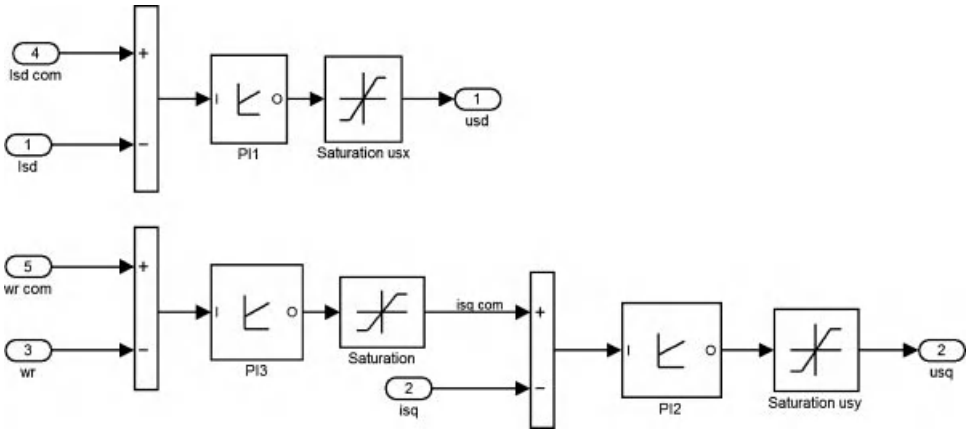 4
Isd com
+
1
Isd
−
I
O
PI1
Saturation usx
1
usd
5
wr com
+
3
wr
−
I
O
PI3
Saturation
isq com
2
isq
+
−
I
O
PI2
Saturation usy
2
usq